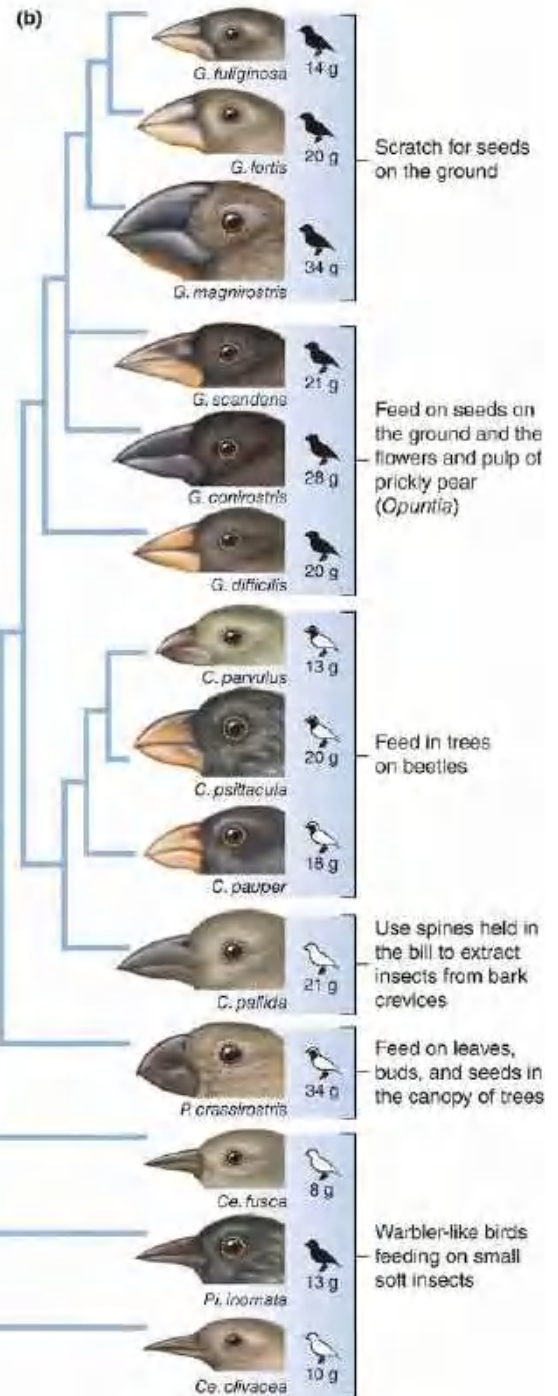 (b)
G. fuliginosa
14 g
G. fortis
20 g
G. magnirostris
34 g
Scratch for seeds
on the ground
G. scandens
21 g
G. conirostris
28 g
G. difficilis
20 g
Feed on seeds on
the ground and the
flowers and pulp of
prickly pear
(Opuntia)
C. parvulus
13 g
C. psittacula
20 g
C. pauper
18 g
Feed in trees
on beetles
C. pallida
21 g
Use spines held in
the bill to extract
insects from bark
crevices
P. crassirostris
34 g
Feed on leaves,
buds, and seeds in
the canopy of trees
Ce. fusca
8 g
Pi. inornata
13 g
Ce. olivacea
10 g
Warbler-like birds
feeding on small
soft insects